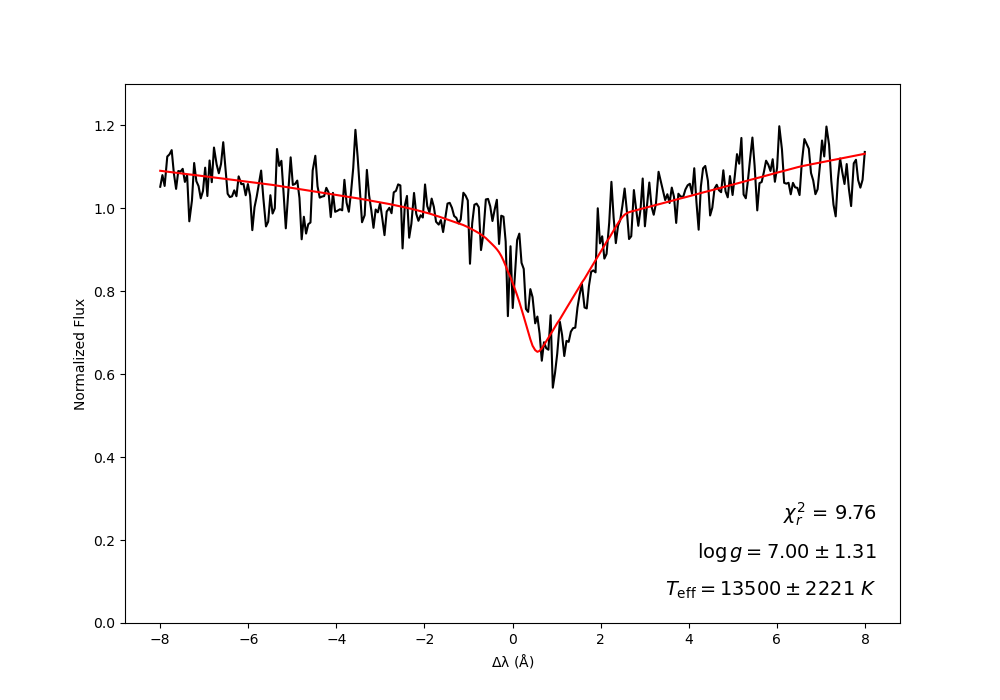 1.2
1.0
0.8
0.6
0.4
0.2
0.0
Normalized Flux
χ²ᵣ = 9.76
log g = 7.00 ± 1.31
T_eff = 13500 ± 2221 K
−8 −6 −4 −2 0 2 4 6 8
Δλ (Å)